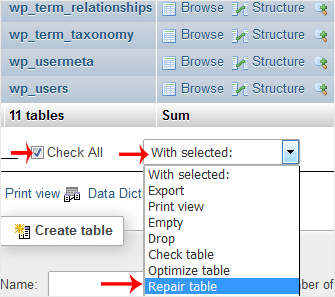 wp_term_relationships Browse Structure
wp_term_taxonomy Browse Structure
wp_usermeta Browse Structure
wp_users Browse Structure
11 tables Sum
Check All With selected:
With selected:
Print view Data Dict Export
Print view
Empty
Create table Drop
Check table
Optimize table
Name: Repair table mber of